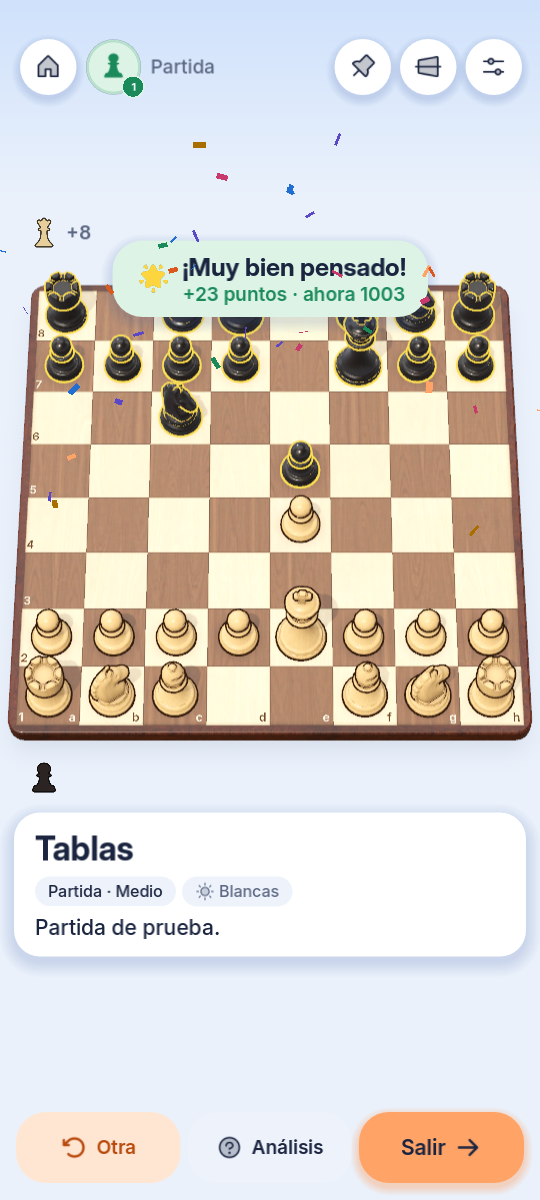 1
Partida
+8
¡Muy bien pensado!
+23 puntos · ahora 1003
8
7
6
5
4
3
2
1 a b c d e f g h
Tablas
Partida · Medio
Blancas
Partida de prueba.
Otra
Análisis
Salir